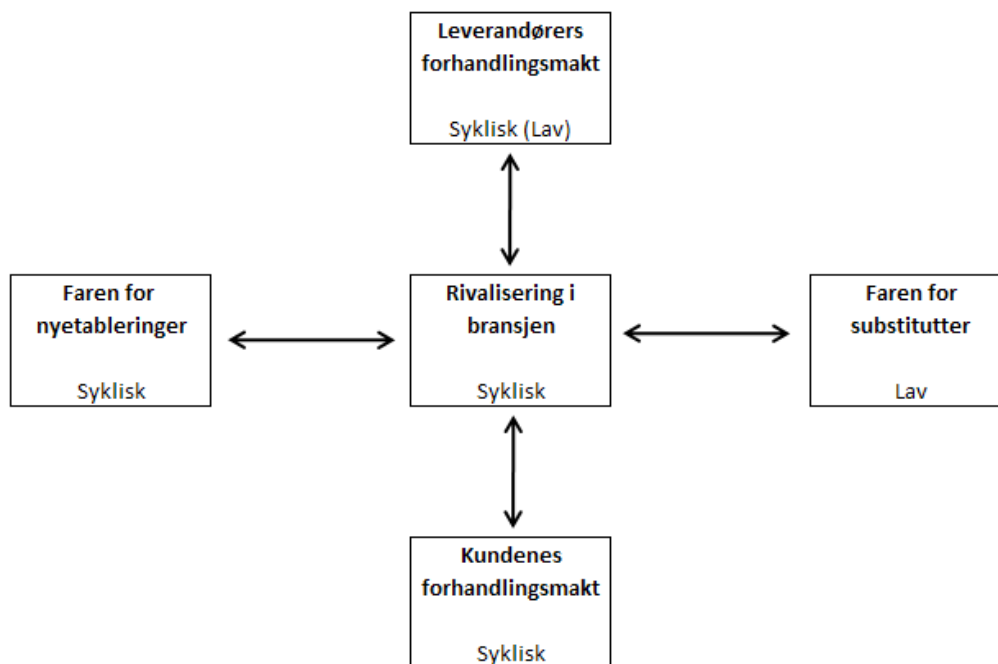 Leverandørers
forhandlingsmakt
Syklisk (Lav)
Faren for
nyetableringer
Syklisk
Rivalisering i
bransjen
Syklisk
Faren for
substitutter
Lav
Kundenes
forhandlingsmakt
Syklisk